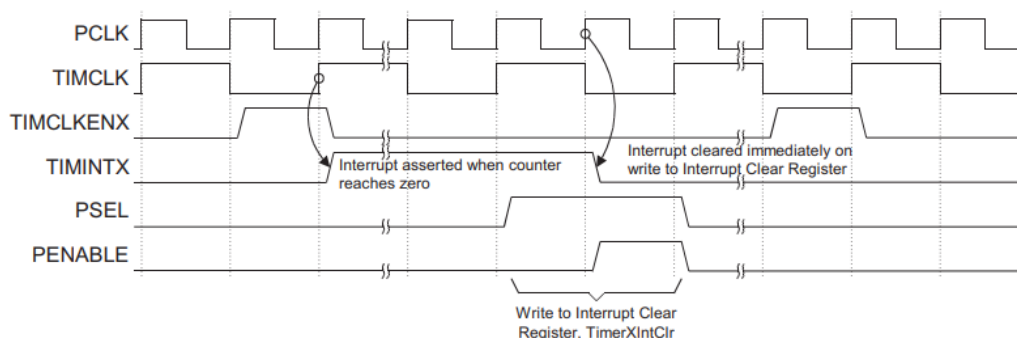 PCLK
TIMCLK
TIMCLKENX
TIMINTX
Interrupt asserted when counter
reaches zero
Interrupt cleared immediately on
write to Interrupt Clear Register
PSEL
PENABLE
Write to Interrupt Clear
Register, TimerXIntClr